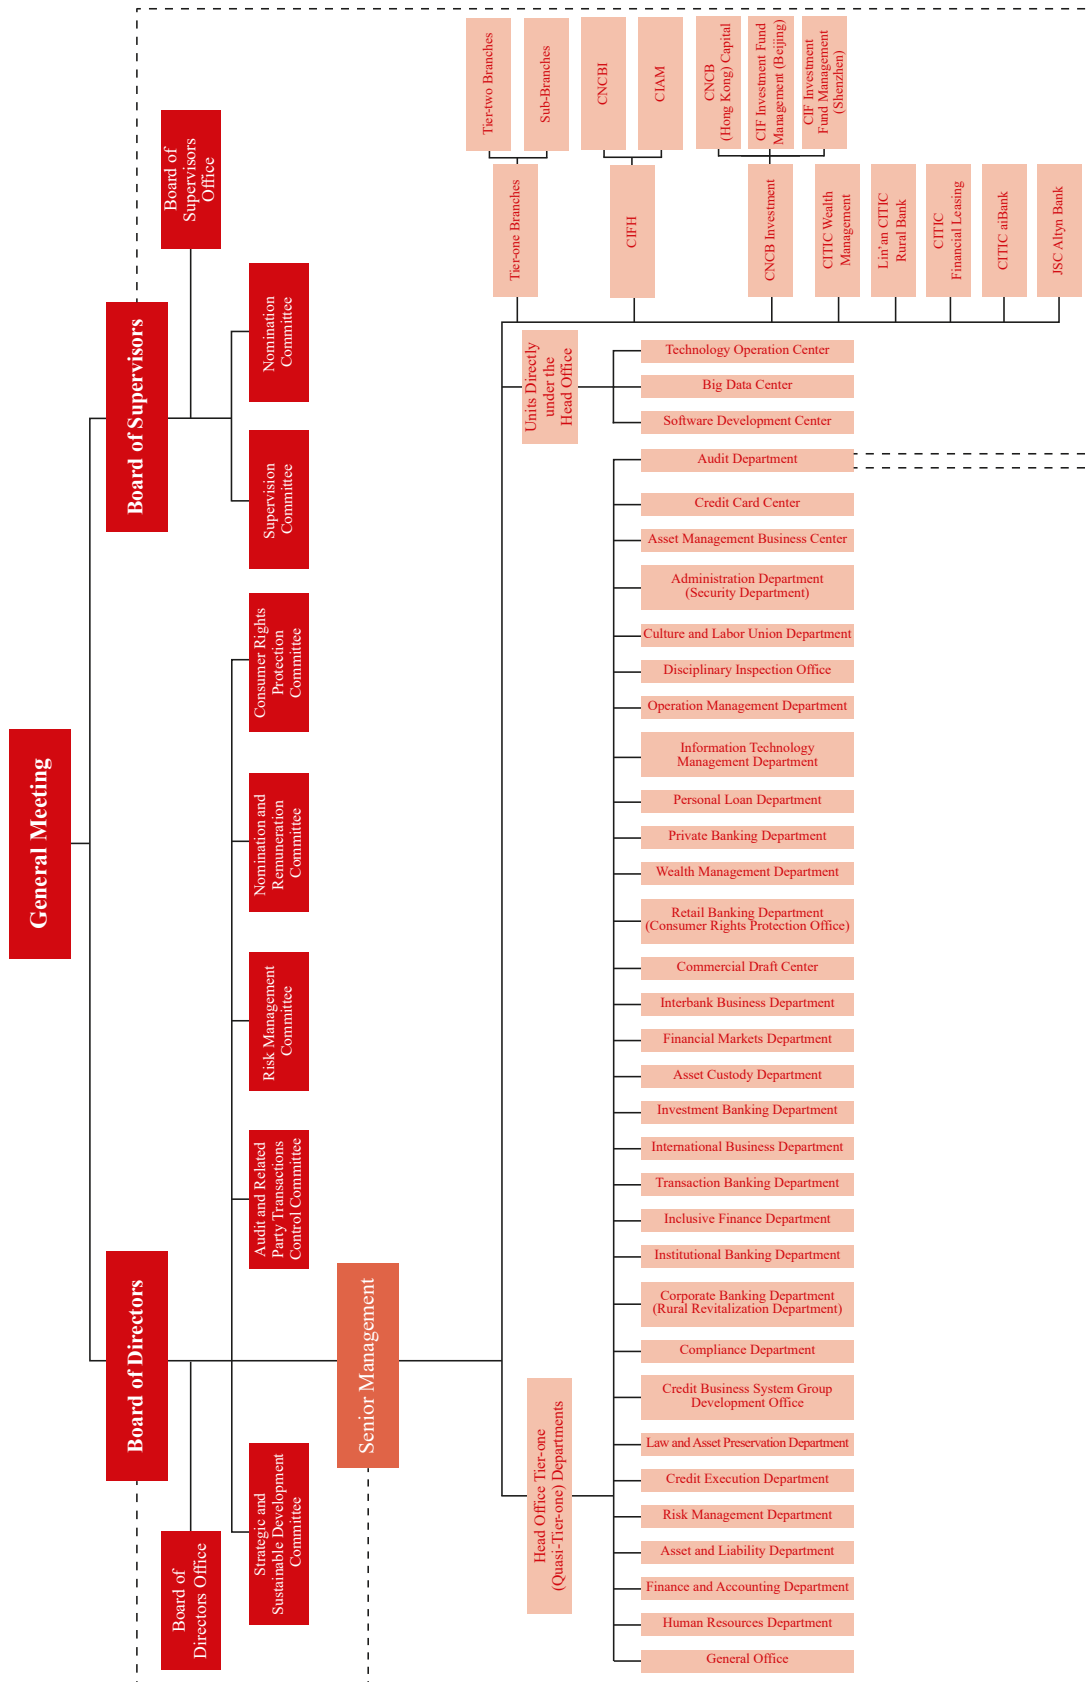 General Meeting
Board of Directors
Board of Supervisors
Board of
Directors Office
Board of
Supervisors
Office
Strategic and
Sustainable Development
Committee
Audit and Related
Party Transactions
Control Committee
Risk Management
Committee
Nomination and
Remuneration
Committee
Consumer Rights
Protection
Committee
Supervision
Committee
Nomination
Committee
Senior Management
Head Office Tier-one
(Quasi-Tier-one) Departments
Units Directly
under the
Head Office
Tier-two Branches
Sub-Branches
CNCBI
CIAM
CNCB
(Hong Kong) Capital
CIF Investment Fund
Management (Beijing)
CIF Investment
Fund Management
(Shenzhen)
Tier-one Branches
CIFH
CNCB Investment
CITIC Wealth
Management
Lin'an CITIC
Rural Bank
CITIC
Financial Leasing
CITIC aiBank
JSC Altyn Bank
Technology Operation Center
Big Data Center
Software Development Center
Audit Department
Credit Card Center
Asset Management Business Center
Administration Department
(Security Department)
Culture and Labor Union Department
Disciplinary Inspection Office
Operation Management Department
Information Technology
Management Department
Personal Loan Department
Private Banking Department
Wealth Management Department
Retail Banking Department
(Consumer Rights Protection Office)
Commercial Draft Center
Interbank Business Department
Financial Markets Department
Asset Custody Department
Investment Banking Department
International Business Department
Transaction Banking Department
Inclusive Finance Department
Institutional Banking Department
Corporate Banking Department
(Rural Revitalization Department)
Compliance Department
Credit Business System Group
Development Office
Law and Asset Preservation Department
Credit Execution Department
Risk Management Department
Asset and Liability Department
Finance and Accounting Department
Human Resources Department
General Office